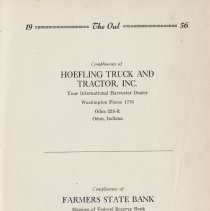 19 The Owl 56
Compliments of
HOEFLING TRUCK AND
TRACTOR, INC.
Your International Harvester Dealer
Washington Phone 1776
Odon 225-R
Odon, Indiana
Compliments of
FARMERS STATE BANK
Member of Federal Reserve Bank